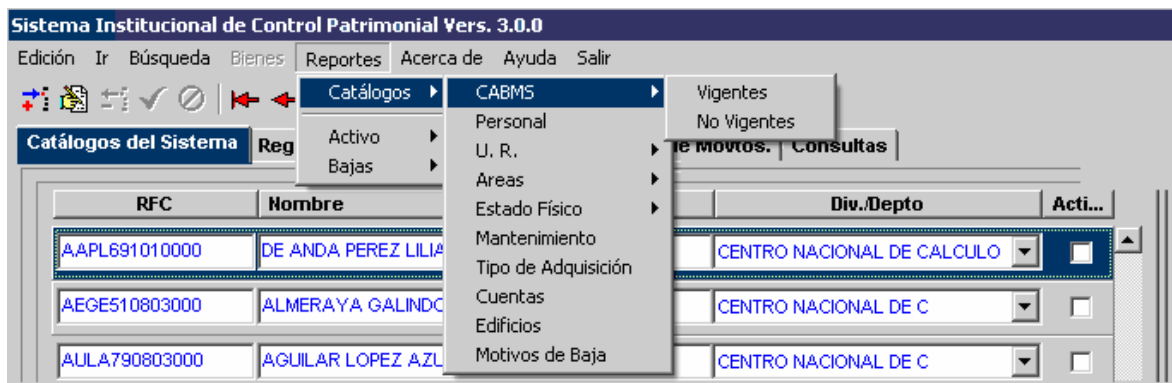 Sistema Institucional de Control Patrimonial Vers. 3.0.0
Edición Ir Búsqueda Bienes Reportes Acerca de Ayuda Salir
Catálogos
Activo
Bajas
CABMS
Personal
U. R.
Areas
Estado Físico
Mantenimiento
Tipo de Adquisición
Cuentas
Edificios
Motivos de Baja
Vigentes
No Vigentes
Catálogos del Sistema Reg de Movtos. Consultas
RFC Nombre Div./Depto Acti...
AAPL691010000 DE ANDA PEREZ LILIA CENTRO NACIONAL DE CALCULO
AEGE510803000 ALMERAYA GALINDO CENTRO NACIONAL DE C
AULA790803000 AGUILAR LOPEZ AZU CENTRO NACIONAL DE C